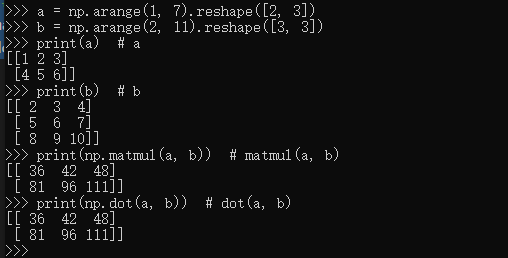 >>> a = np.arange(1, 7).reshape([2, 3])
>>> b = np.arange(2, 11).reshape([3, 3])
>>> print(a)  # a
[[1 2 3]
 [4 5 6]]
>>> print(b)  # b
[[ 2  3  4]
 [ 5  6  7]
 [ 8  9 10]]
>>> print(np.matmul(a, b))  # matmul(a, b)
[[ 36  42  48]
 [ 81  96 111]]
>>> print(np.dot(a, b))  # dot(a, b)
[[ 36  42  48]
 [ 81  96 111]]
>>>